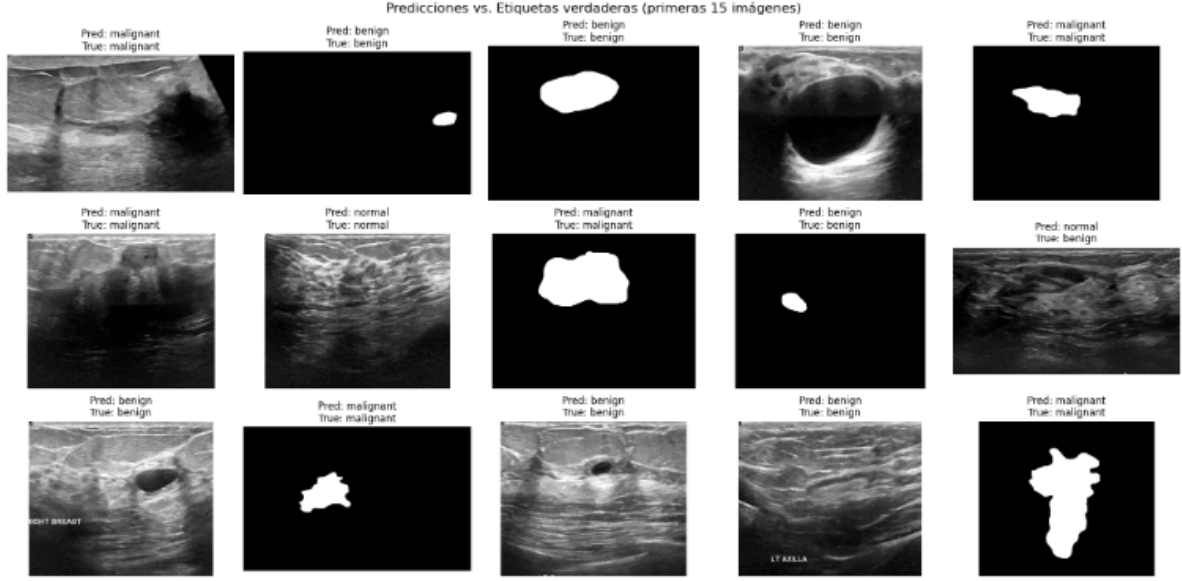 Predicciones vs. Etiquetas verdaderas (primeras 15 imágenes)
Pred: malignant
True: malignant
Pred: benign
True: benign
Pred: benign
True: benign
Pred: benign
True: benign
Pred: malignant
True: malignant
Pred: malignant
True: malignant
Pred: normal
True: normal
Pred: malignant
True: malignant
Pred: benign
True: benign
Pred: normal
True: benign
Pred: benign
True: benign
Pred: malignant
True: malignant
Pred: benign
True: benign
Pred: benign
True: benign
Pred: malignant
True: malignant
BREAST
LT AXILLA